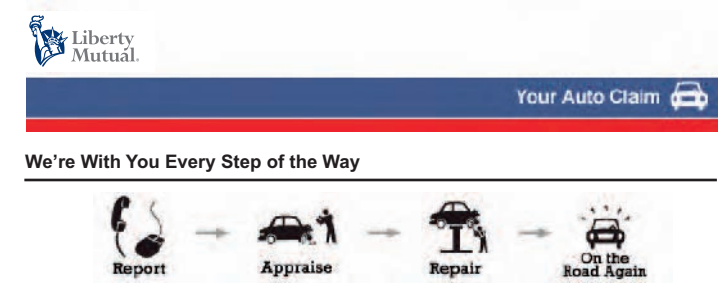 Liberty
Mutual.
Your Auto Claim
We're With You Every Step of the Way
Report
Appraise
Repair
On the
Road Again